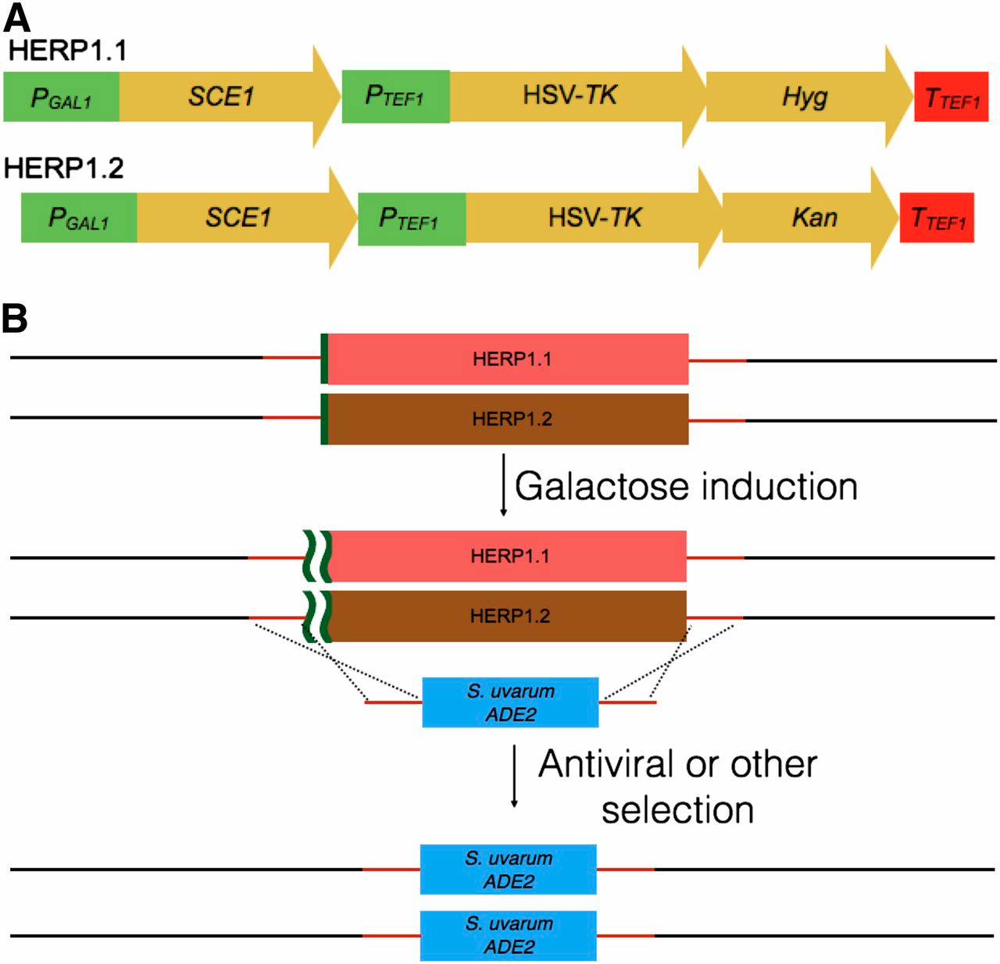 A
HERP1.1
PGAL1 SCE1 PTEF1 HSV-TK Hyg TTEF1
HERP1.2
PGAL1 SCE1 PTEF1 HSV-TK Kan TTEF1
B
HERP1.1
HERP1.2
Galactose induction
HERP1.1
HERP1.2
S. uvarum
ADE2
Antiviral or other
selection
S. uvarum
ADE2
S. uvarum
ADE2